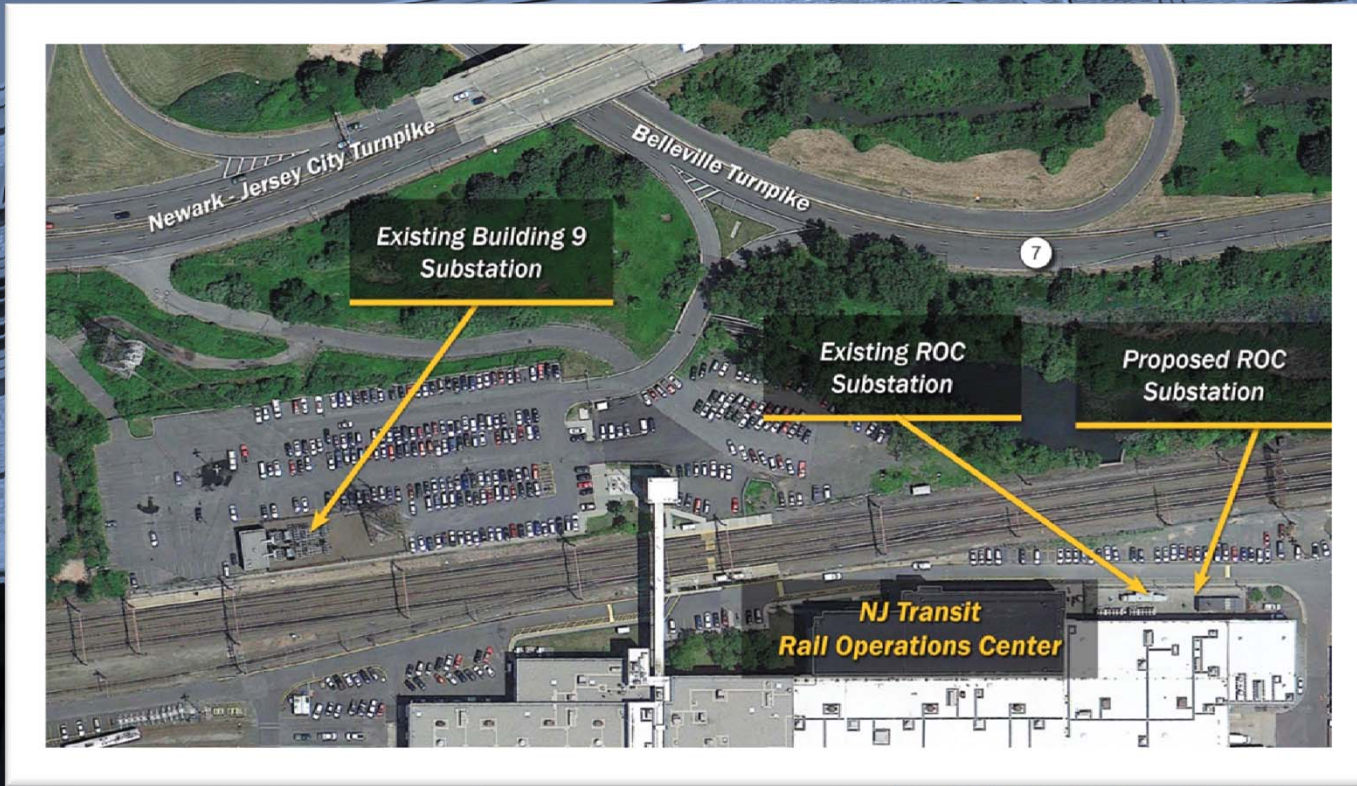 Newark - Jersey City Turnpike
Belleville Turnpike
7
Existing Building 9
Substation
Existing ROC
Substation
Proposed ROC
Substation
NJ Transit
Rail Operations Center